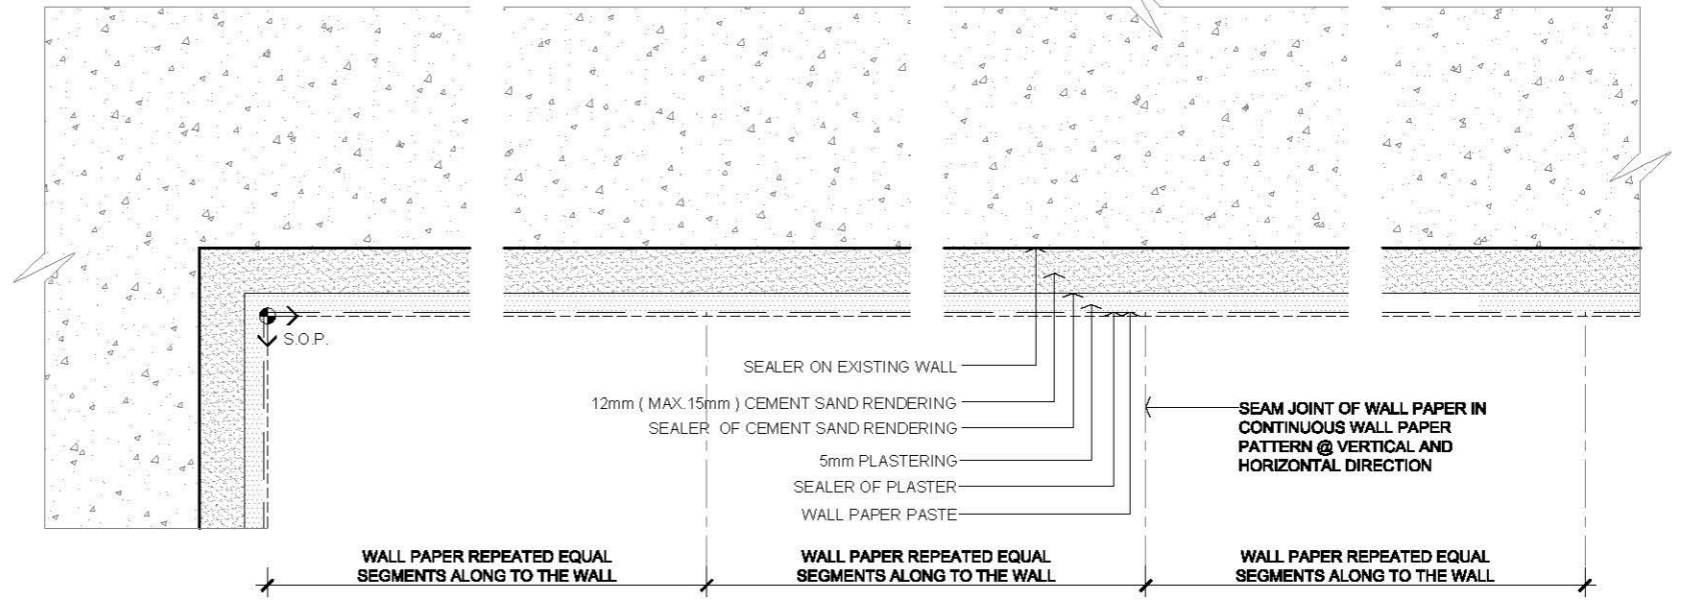 S.O.P.
SEALER ON EXISTING WALL
12mm ( MAX.15mm ) CEMENT SAND RENDERING
SEALER OF CEMENT SAND RENDERING
5mm PLASTERING
SEALER OF PLASTER
WALL PAPER PASTE
SEAM JOINT OF WALL PAPER IN
CONTINUOUS WALL PAPER
PATTERN @ VERTICAL AND
HORIZONTAL DIRECTION
WALL PAPER REPEATED EQUAL
SEGMENTS ALONG TO THE WALL
WALL PAPER REPEATED EQUAL
SEGMENTS ALONG TO THE WALL
WALL PAPER REPEATED EQUAL
SEGMENTS ALONG TO THE WALL